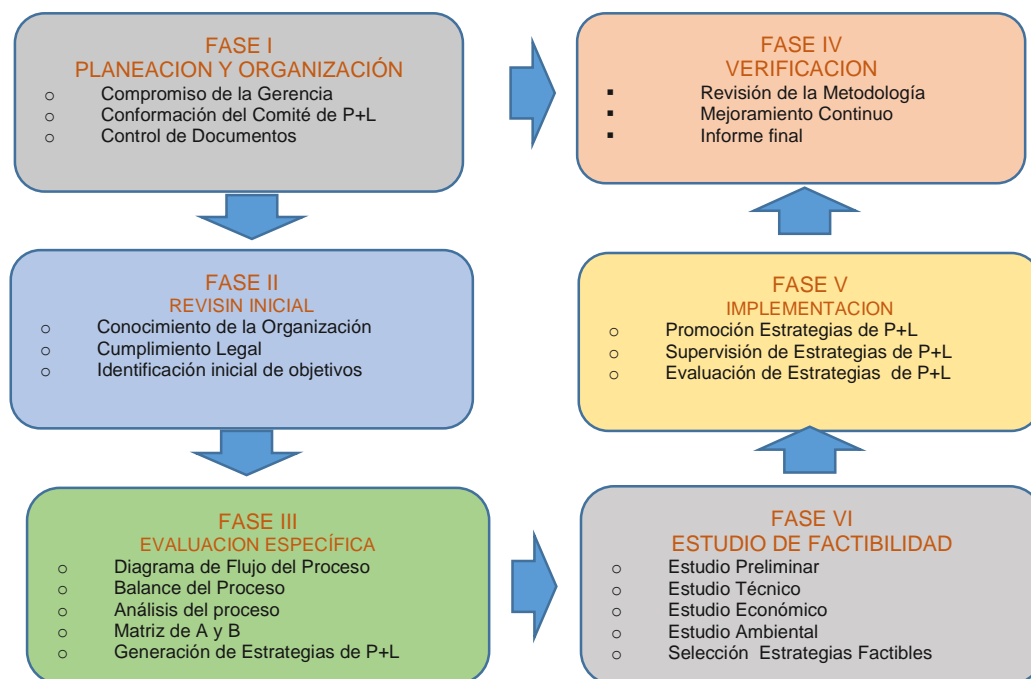 FASE I
PLANEACION Y ORGANIZACIÓN
o Compromiso de la Gerencia
o Conformación del Comité de P+L
o Control de Documentos
FASE IV
VERIFICACION
▪ Revisión de la Metodología
▪ Mejoramiento Continuo
▪ Informe final
FASE II
REVISIN INICIAL
o Conocimiento de la Organización
o Cumplimiento Legal
o Identificación inicial de objetivos
FASE V
IMPLEMENTACION
o Promoción Estrategias de P+L
o Supervisión de Estrategias de P+L
o Evaluación de Estrategias de P+L
FASE III
EVALUACION ESPECÍFICA
o Diagrama de Flujo del Proceso
o Balance del Proceso
o Análisis del proceso
o Matriz de A y B
o Generación de Estrategias de P+L
FASE VI
ESTUDIO DE FACTIBILIDAD
o Estudio Preliminar
o Estudio Técnico
o Estudio Económico
o Estudio Ambiental
o Selección Estrategias Factibles